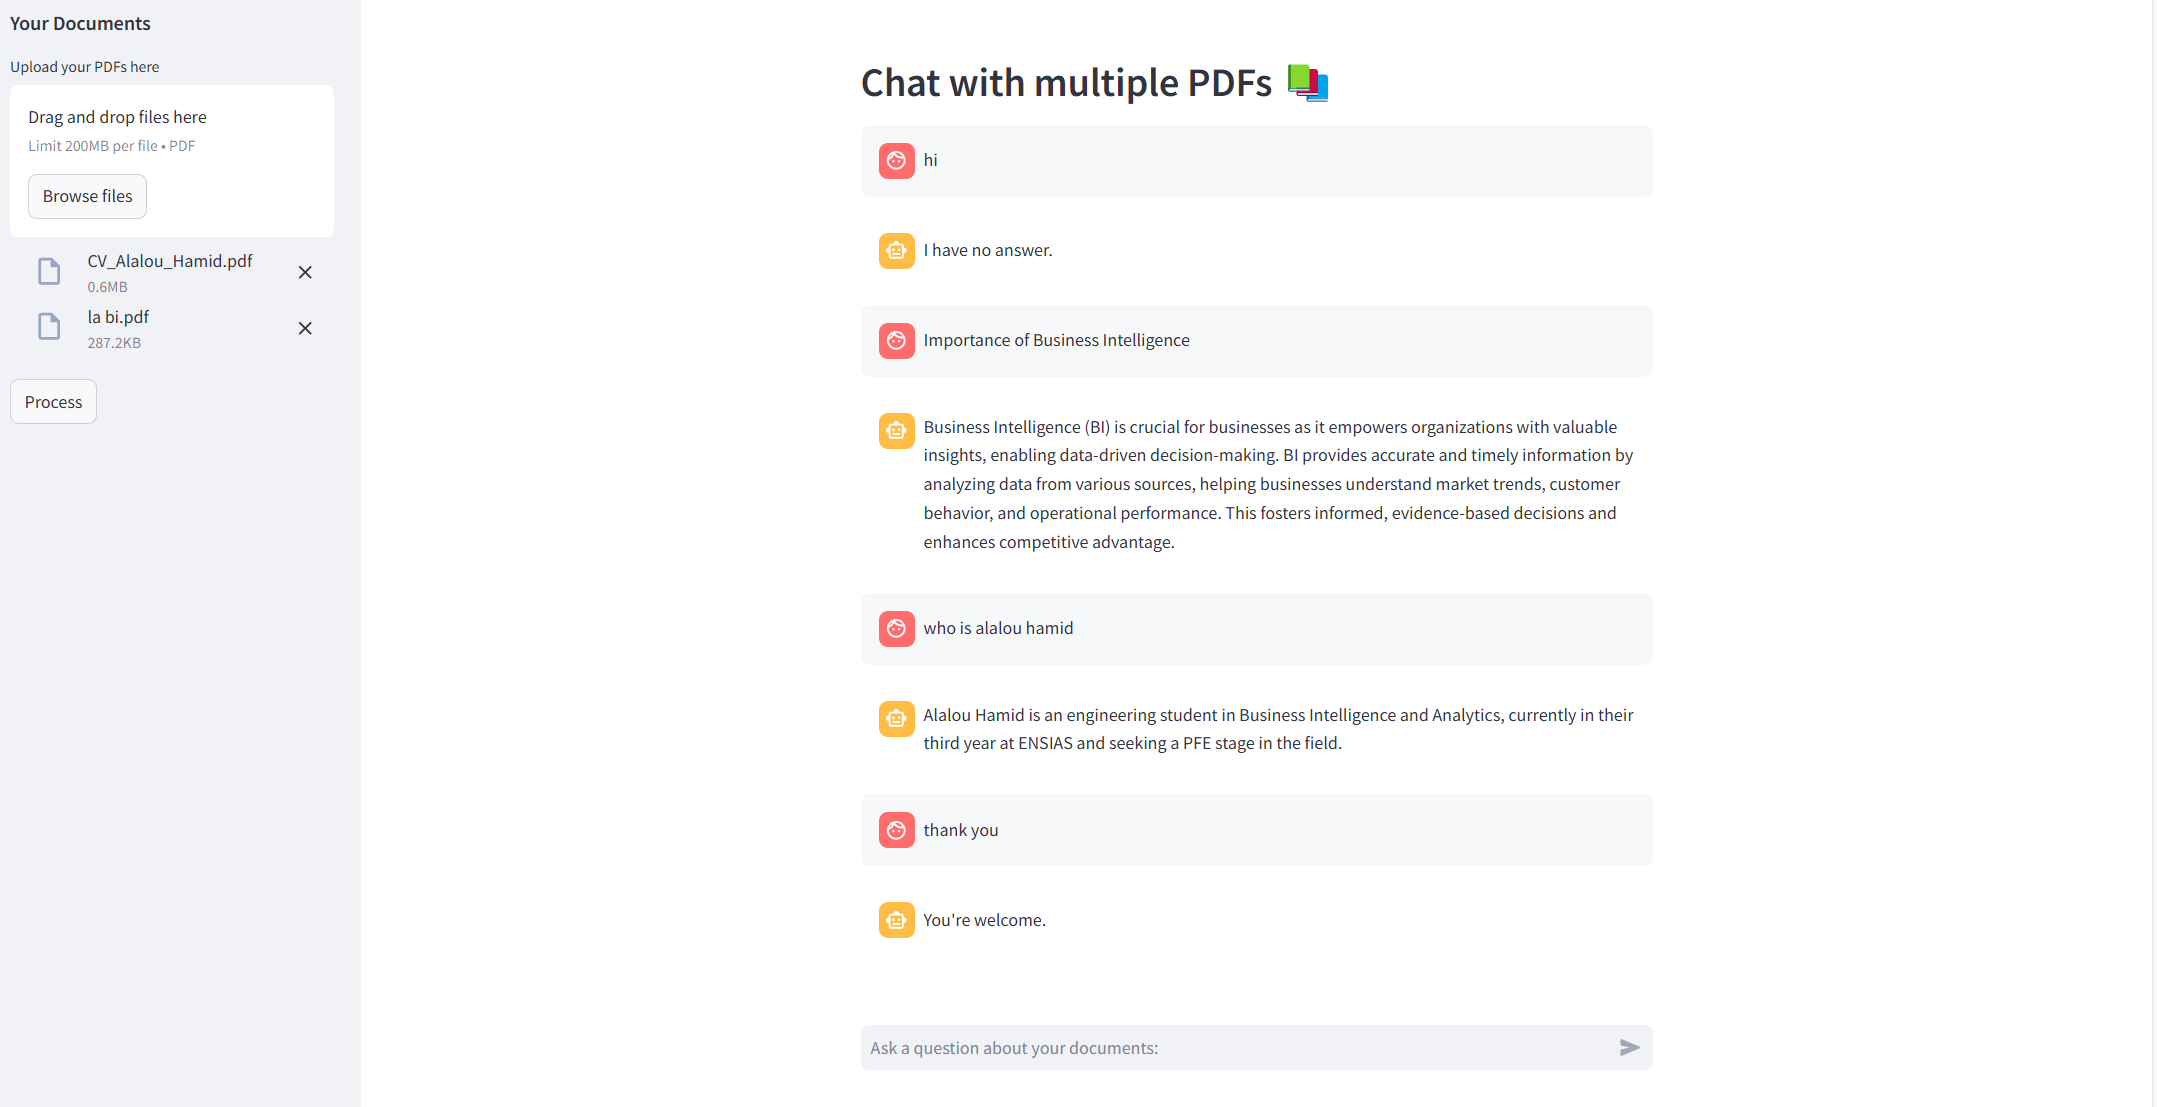 Your Documents
Upload your PDFs here
Drag and drop files here
Limit 200MB per file • PDF
Browse files
CV_Alalou_Hamid.pdf
0.6MB
la bi.pdf
287.2KB
Process
Chat with multiple PDFs
hi
I have no answer.
Importance of Business Intelligence
Business Intelligence (BI) is crucial for businesses as it empowers organizations with valuable
insights, enabling data-driven decision-making. BI provides accurate and timely information by
analyzing data from various sources, helping businesses understand market trends, customer
behavior, and operational performance. This fosters informed, evidence-based decisions and
enhances competitive advantage.
who is alalou hamid
Alalou Hamid is an engineering student in Business Intelligence and Analytics, currently in their
third year at ENSIAS and seeking a PFE stage in the field.
thank you
You're welcome.
Ask a question about your documents: